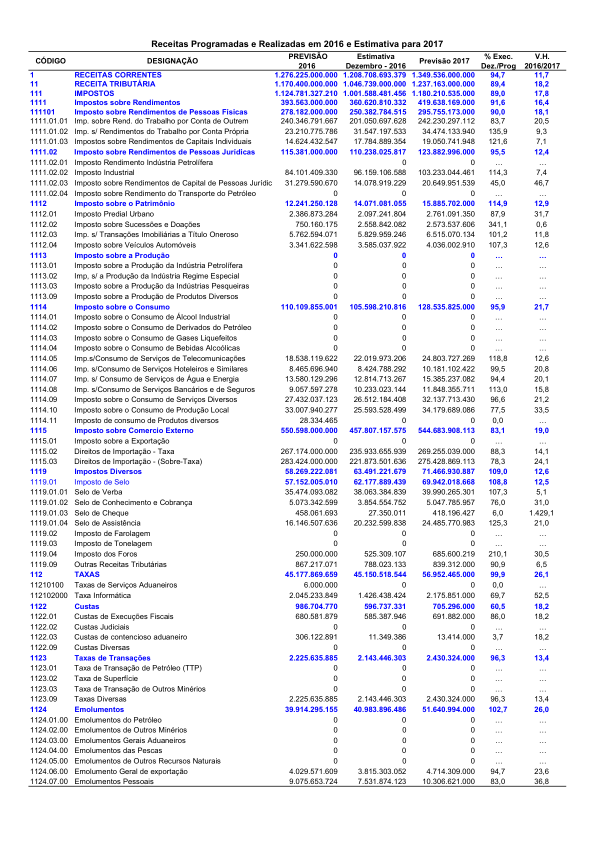 Receitas Programadas e Realizadas em 2016 e Estimativa para 2017
CÓDIGO DESIGNAÇÃO PREVISÃO 2016 Estimativa Dezembro - 2016 Previsão 2017 % Exec. Dez./Prog V.H. 2016/2017
1 RECEITAS CORRENTES 1.276.225.000.000 1.208.708.693.379 1.349.536.000.000 94,7 11,7
11 RECEITA TRIBUTÁRIA 1.170.400.000.000 1.046.739.000.000 1.237.163.000.000 89,4 18,2
111 IMPOSTOS 1.124.781.327.210 1.001.588.481.456 1.180.210.535.000 89,0 17,8
1111 Impostos sobre Rendimentos 393.563.000.000 360.620.810.332 419.638.169.000 91,6 16,4
111101 Imposto sobre Rendimentos de Pessoas Físicas 278.182.000.000 250.382.784.515 295.755.173.000 90,0 18,1
1111.01.01 Imp. sobre Rend. do Trabalho por Conta de Outrem 240.346.791.667 201.050.697.628 242.230.297.112 83,7 20,5
1111.01.02 Imp. s/ Rendimentos do Trabalho por Conta Própria 23.210.775.786 31.547.197.533 34.474.133.940 135,9 9,3
1111.01.03 Impostos sobre Rendimentos de Capitais Individuais 14.624.432.547 17.784.889.354 19.050.741.948 121,6 7,1
1111.02 Imposto sobre Rendimentos de Pessoas Jurídicas 115.381.000.000 110.238.025.817 123.882.996.000 95,5 12,4
1111.02.01 Imposto Rendimento Indústria Petrolífera 0 0 ... ...
1111.02.02 Imposto Industrial 84.101.409.330 96.159.106.588 103.233.044.461 114,3 7,4
1111.02.03 Imposto sobre Rendimentos de Capital de Pessoas Jurídic 31.279.590.670 14.078.919.229 20.649.951.539 45,0 46,7
1111.02.04 Imposto sobre Rendimento do Transporte do Petróleo 0 0 ... ...
1112 Imposto sobre o Patrimônio 12.241.250.128 14.071.081.055 15.885.702.000 114,9 12,9
1112.01 Imposto Predial Urbano 2.386.873.284 2.097.241.804 2.761.091.350 87,9 31,7
1112.02 Imposto sobre Sucessões e Doações 750.160.175 2.558.842.082 2.573.537.606 341,1 0,6
1112.03 Imp. s/ Transações Imobiliárias a Título Oneroso 5.762.594.071 5.829.959.246 6.515.070.134 101,2 11,8
1112.04 Imposto sobre Veículos Automóveis 3.341.622.598 3.585.037.922 4.036.002.910 107,3 12,6
1113 Imposto sobre a Produção 0 0 0 ... ...
1113.01 Imposto sobre a Produção da Indústria Petrolífera 0 0 0 ... ...
1113.02 Imp. s/ a Produção da Indústria Regime Especial 0 0 0 ... ...
1113.03 Imposto sobre a Produção da Indústrias Pesqueiras 0 0 0 ... ...
1113.09 Imposto sobre a Produção de Produtos Diversos 0 0 0 ... ...
1114 Imposto sobre o Consumo 110.109.855.001 105.598.210.816 128.535.825.000 95,9 21,7
1114.01 Imposto sobre o Consumo de Álcool Industrial 0 0 0 ... ...
1114.02 Imposto sobre o Consumo de Derivados do Petróleo 0 0 0 ... ...
1114.03 Imposto sobre o Consumo de Gases Liquefeitos 0 0 0 ... ...
1114.04 Imposto sobre o Consumo de Bebidas Alcoólicas 0 0 0 ... ...
1114.05 Imp.s/Consumo de Serviços de Telecomunicações 18.538.119.622 22.019.973.206 24.803.727.269 118,8 12,6
1114.06 Imp.s/Consumo de Serviços Hoteleiros e Similares 8.465.696.940 8.424.788.292 10.181.102.422 99,5 20,8
1114.07 Imp. s/ Consumo de Serviços de Água e Energia 13.580.129.296 12.814.713.267 15.385.237.082 94,4 20,1
1114.08 Imp. s/Consumo de Serviços Bancários e de Seguros 9.057.597.278 10.233.023.144 11.848.355.711 113,0 15,8
1114.09 Imposto sobre o Consumo de Serviços Diversos 27.432.037.123 26.512.184.408 32.137.713.430 96,6 21,2
1114.10 Imposto sobre o Consumo de Produção Local 33.007.940.277 25.593.528.499 34.179.689.086 77,5 33,5
1114.11 Imposto de consumo de Produtos diversos 28.334.465 0 0 0,0 ...
1115 Imposto sobre Comercio Externo 550.598.000.000 457.807.157.575 544.683.908.113 83,1 19,0
1115.01 Imposto sobre a Exportação 0 0 0 ... ...
1115.02 Direitos de Importação - Taxa 267.174.000.000 235.933.655.939 269.255.039.000 88,3 14,1
1115.03 Direitos de Importação - (Sobre-Taxa) 283.424.000.000 221.873.501.636 275.428.869.113 78,3 24,1
1119 Impostos Diversos 58.269.222.081 63.491.221.679 71.466.930.887 109,0 12,6
1119.01 Imposto de Selo 57.152.005.010 62.177.889.439 69.942.018.668 108,8 12,5
1119.01.01 Selo de Verba 35.474.093.082 38.063.384.839 39.990.265.301 107,3 5,1
1119.01.02 Selo de Conhecimento e Cobrança 5.073.342.599 3.854.554.752 5.047.785.957 76,0 31,0
1119.01.03 Selo de Cheque 458.061.693 27.350.011 418.196.427 6,0 1.429,1
1119.01.04 Selo de Assistência 16.146.507.636 20.232.599.838 24.485.770.983 125,3 21,0
1119.02 Imposto de Farolagem 0 0 0 ... ...
1119.03 Imposto de Tonelagem 0 0 0 ... ...
1119.04 Imposto dos Foros 250.000.000 525.309.107 685.600.219 210,1 30,5
1119.09 Outras Receitas Tributárias 867.217.071 788.023.133 839.312.000 90,9 6,5
112 TAXAS 45.177.869.659 45.150.518.544 56.952.465.000 99,9 26,1
11210100 Taxas de Serviços Aduaneiros 6.000.000 0 0 0,0 ...
112102000 Taxa Informática 2.045.233.849 1.426.438.424 2.175.851.000 69,7 52,5
1122 Custas 986.704.770 596.737.331 705.296.000 60,5 18,2
1122.01 Custas de Execuções Fiscais 680.581.879 585.387.946 691.882.000 86,0 18,2
1122.02 Custas Judiciais 0 0 0 ... ...
1122.03 Custas de contencioso aduaneiro 306.122.891 11.349.386 13.414.000 3,7 18,2
1122.09 Custas Diversas 0 0 0 ... ...
1123 Taxas de Transações 2.225.635.885 2.143.446.303 2.430.324.000 96,3 13,4
1123.01 Taxa de Transação de Petróleo (TTP) 0 0 0 ... ...
1123.02 Taxa de Superfície 0 0 0 ... ...
1123.03 Taxa de Transação de Outros Minérios 0 0 0 ... ...
1123.09 Taxas Diversas 2.225.635.885 2.143.446.303 2.430.324.000 96,3 13,4
1124 Emolumentos 39.914.295.155 40.983.896.486 51.640.994.000 102,7 26,0
1124.01.00 Emolumentos do Petróleo 0 0 0 ... ...
1124.02.00 Emolumentos de Outros Minérios 0 0 0 ... ...
1124.03.00 Emolumentos Gerais Aduaneiros 0 0 0 ... ...
1124.04.00 Emolumentos das Pescas 0 0 0 ... ...
1124.05.00 Emolumentos de Outros Recursos Naturais 0 0 0 ... ...
1124.06.00 Emolumento Geral de exportação 4.029.571.609 3.815.303.052 4.714.309.000 94,7 23,6
1124.07.00 Emolumentos Pessoais 9.075.653.724 7.531.874.123 10.306.621.000 83,0 36,8